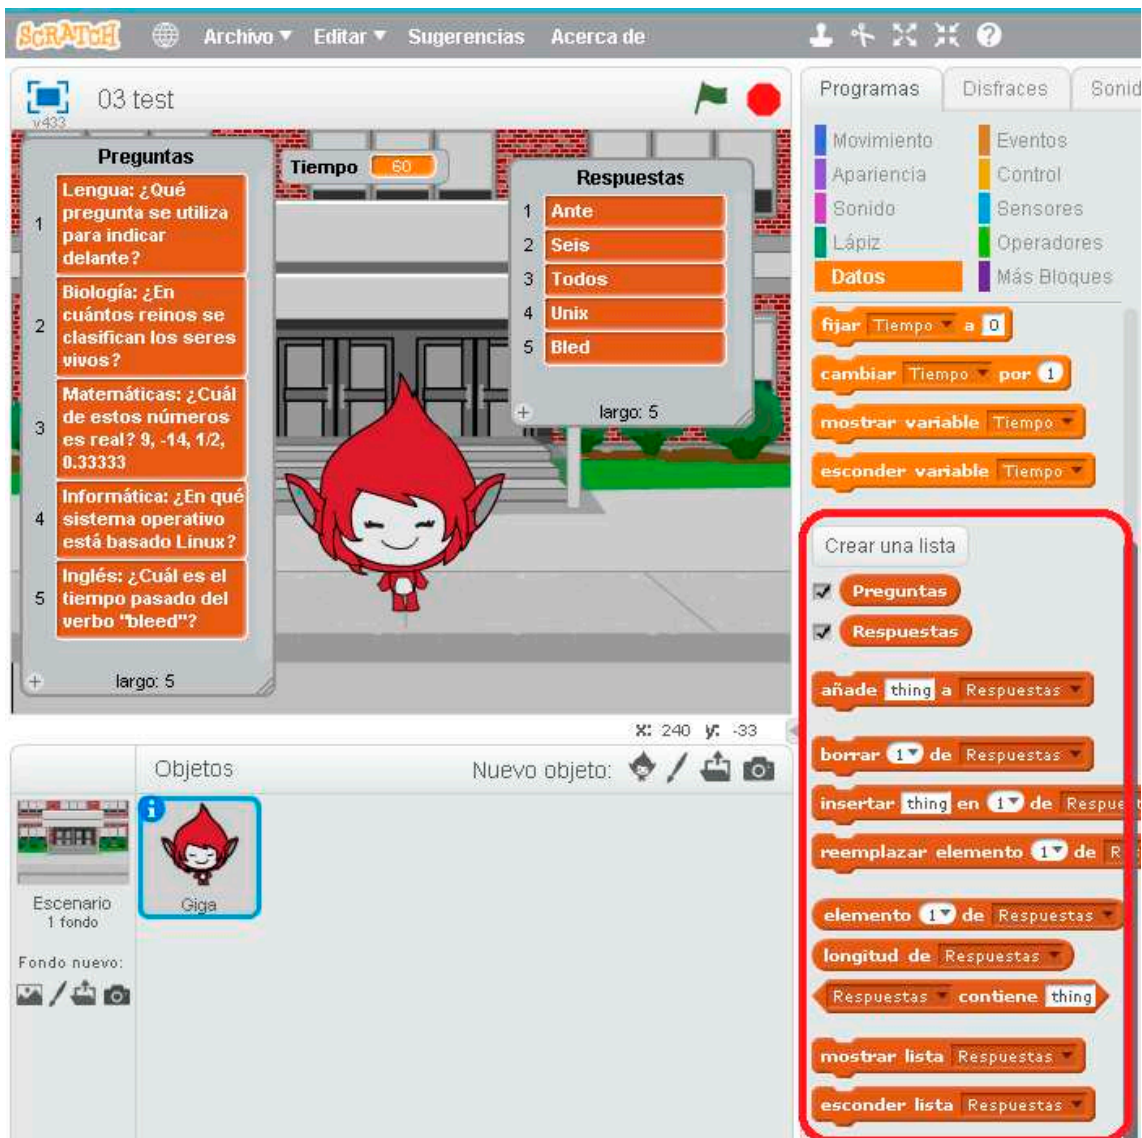 SCRATCH Archivo Editar Sugerencias Acerca de
03 test
v433
Preguntas
1
Lengua: ¿Qué
pregunta se utiliza
para indicar
delante?
2
Biología: ¿En
cuántos reinos se
clasifican los seres
vivos?
3
Matemáticas: ¿Cuál
de estos números
es real? 9, -14, 1/2,
0.33333
4
Informática: ¿En qué
sistema operativo
está basado Linux?
5
Inglés: ¿Cuál es el
tiempo pasado del
verbo "bleed"?
+ largo: 5
Tiempo 60
Respuestas
1 Ante
2 Seis
3 Todos
4 Unix
5 Bled
+ largo: 5
x: 240 y: -33
Objetos Nuevo objeto:
Escenario
1 fondo
Fondo nuevo:
Giga
Programas Disfraces Sonid
Movimiento Eventos
Apariencia Control
Sonido Sensores
Lápiz Operadores
Datos Más Bloques
fijar Tiempo a 0
cambiar Tiempo por 1
mostrar variable Tiempo
esconder variable Tiempo
Crear una lista
Preguntas
Respuestas
añade thing a Respuestas
borrar 1 de Respuestas
insertar thing en 1 de Respuest
reemplazar elemento 1 de R
elemento 1 de Respuestas
longitud de Respuestas
Respuestas contiene thing
mostrar lista Respuestas
esconder lista Respuestas